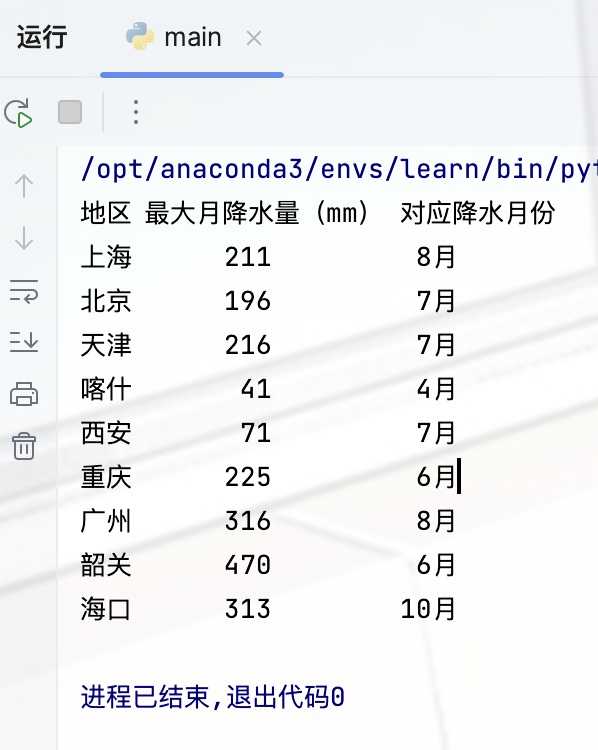 运行 main
/opt/anaconda3/envs/learn/bin/pyt
地区 最大月降水量（mm） 对应降水月份
上海 211 8月
北京 196 7月
天津 216 7月
喀什 41 4月
西安 71 7月
重庆 225 6月
广州 316 8月
韶关 470 6月
海口 313 10月
进程已结束,退出代码0